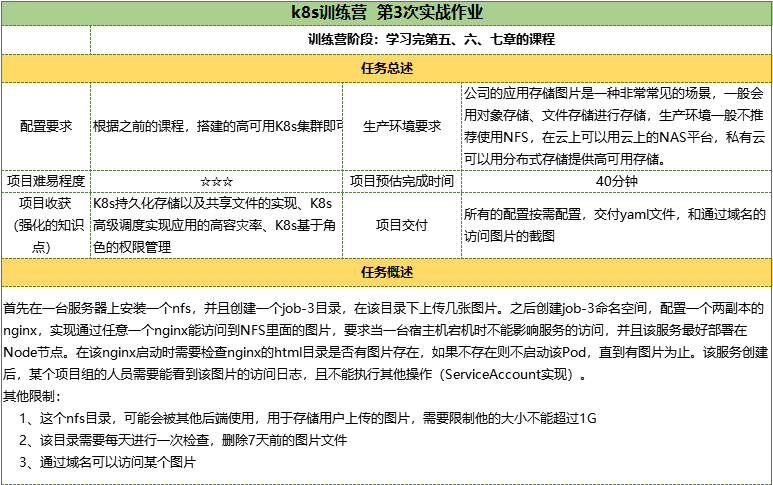 k8s训练营 第3次实战作业
训练营阶段：学习完第五、六、七章的课程
任务总述
配置要求
根据之前的课程，搭建的高可用K8s集群即可
生产环境要求
公司的应用存储图片是一种非常常见的场景，一般会
用对象存储、文件存储进行存储，生产环境一般不推
荐使用NFS，在云上可以用云上的NAS平台，私有云
可以用分布式存储提供高可用存储。
项目难易程度
☆☆☆
项目预估完成时间
40分钟
项目收获
（强化的知识
点）
K8s持久化存储以及共享文件的实现、K8s
高级调度实现应用的高容灾率、K8s基于角
色的权限管理
项目交付
所有的配置按需配置，交付yaml文件，和通过域名的
访问图片的截图
任务概述
首先在一台服务器上安装一个nfs，并且创建一个job-3目录，在该目录下上传几张图片。之后创建job-3命名空间，配置一个两副本的
nginx，实现通过任意一个nginx能访问到NFS里面的图片，要求当一台宿主机宕机时不能影响服务的访问，并且该服务最好部署在
Node节点。在该nginx启动时需要检查nginx的html目录是否有图片存在，如果不存在则不启动该Pod，直到有图片为止。该服务创建
后，某个项目组的人员需要能看到该图片的访问日志，且不能执行其他操作（ServiceAccount实现）。
其他限制：
1、这个nfs目录，可能会被其他后端使用，用于存储用户上传的图片，需要限制他的大小不能超过1G
2、该目录需要每天进行一次检查，删除7天前的图片文件
3、通过域名可以访问某个图片